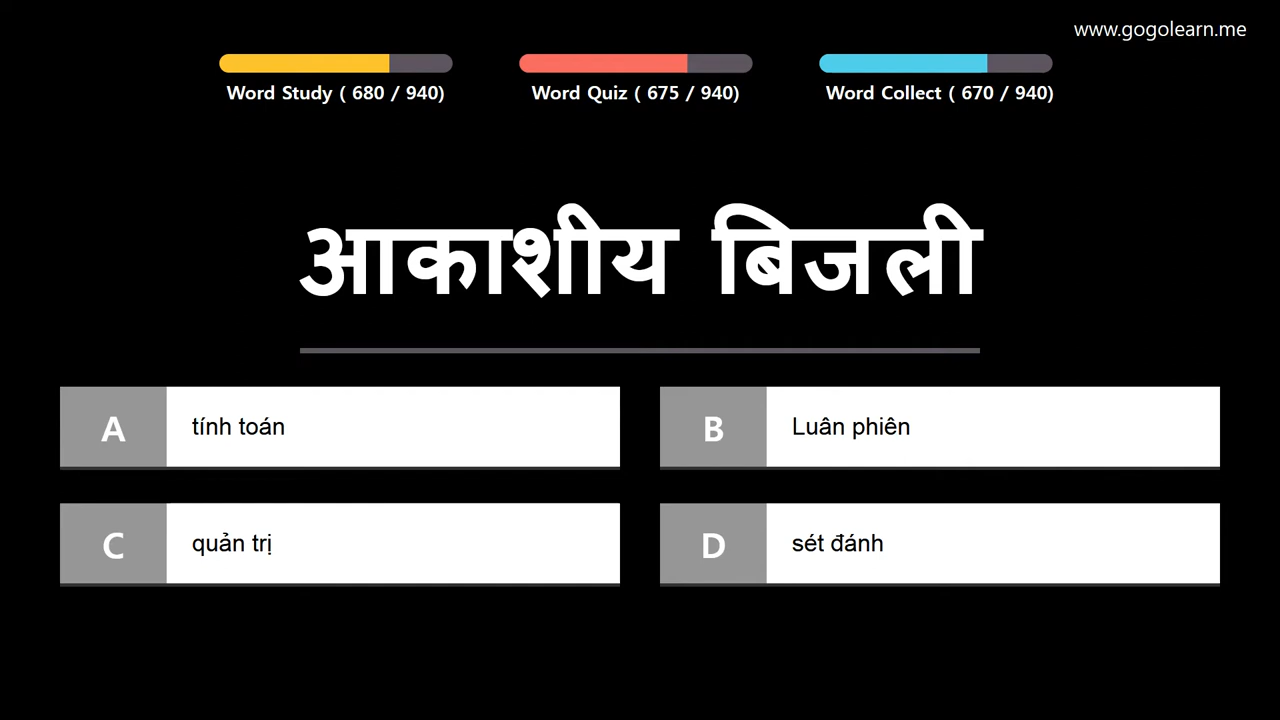 www.gogolearn.me
Word Study ( 680 / 940)
Word Quiz ( 675 / 940)
Word Collect ( 670 / 940)
आकाशीय बिजली
A tính toán
B Luân phiên
C quản trị
D sét đánh